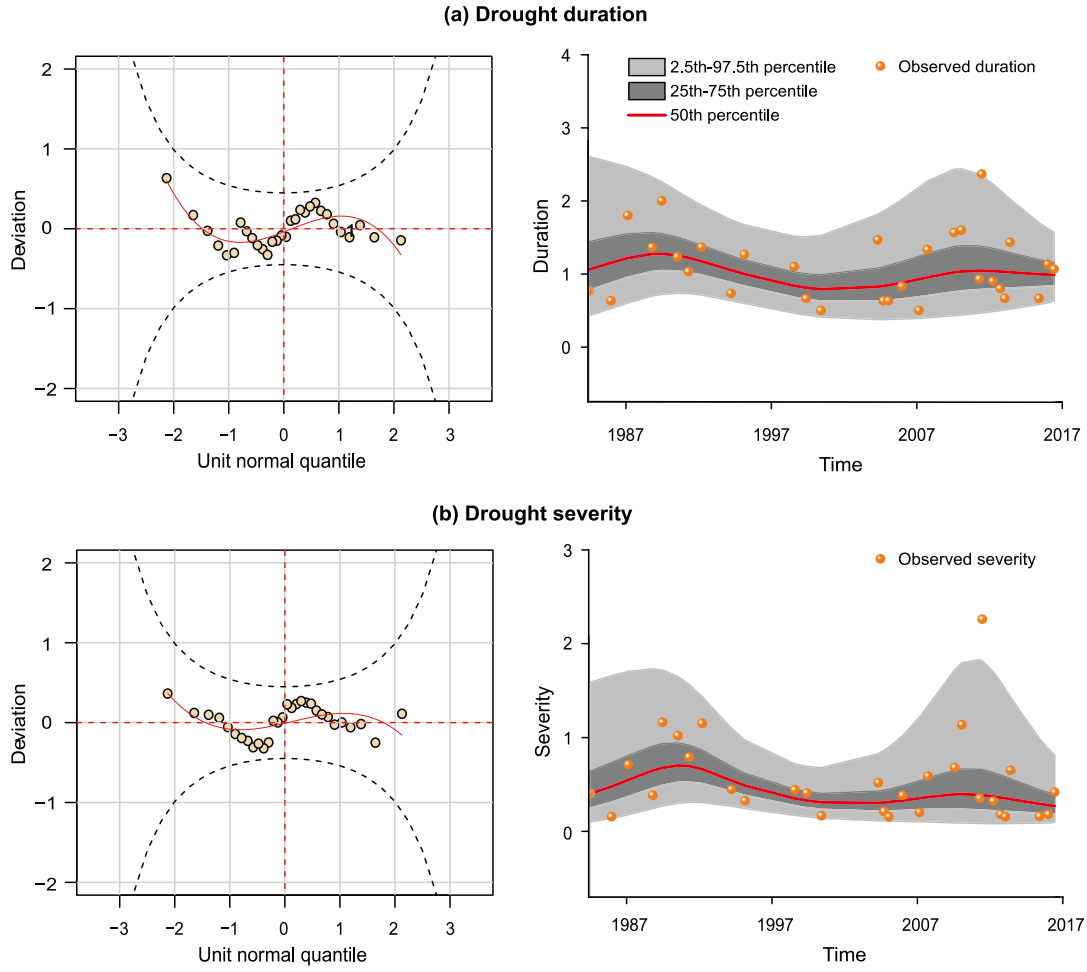 (a) Drought duration
2
1
0
−1
−2
−3
−2
−1
0
1
2
3
1
Deviation
Unit normal quantile
4
3
2
1
0
Duration
2.5th-97.5th percentile
25th-75th percentile
50th percentile
Observed duration
1987
1997
2007
2017
Time
(b) Drought severity
2
1
0
−1
−2
−3
−2
−1
0
1
2
3
Deviation
Unit normal quantile
3
2
1
0
Severity
Observed severity
1987
1997
2007
2017
Time